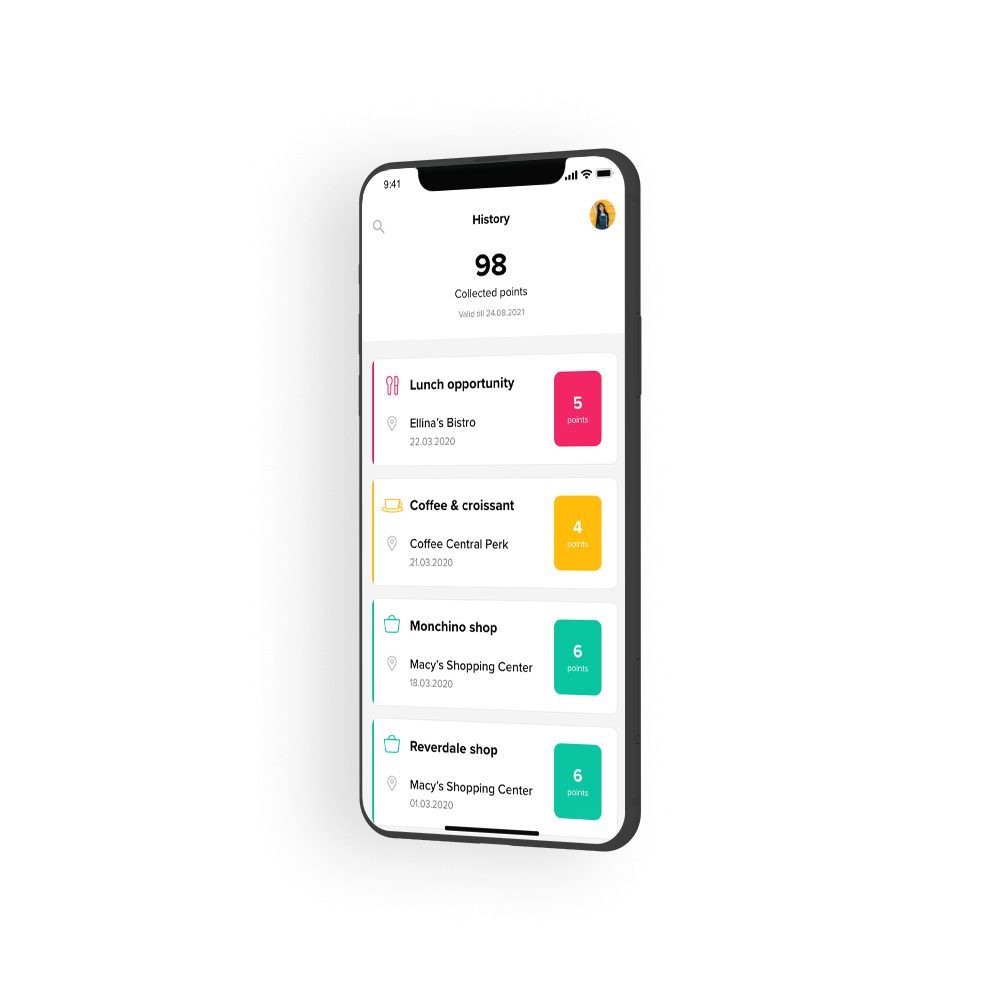 9:41
History
98
Collected points
Valid till 24.08.2021
Lunch opportunity
5
points
Ellina's Bistro
22.03.2020
Coffee & croissant
4
points
Coffee Central Perk
21.03.2020
Monchino shop
6
points
Macy's Shopping Center
18.03.2020
Reverdale shop
6
points
Macy's Shopping Center
01.03.2020